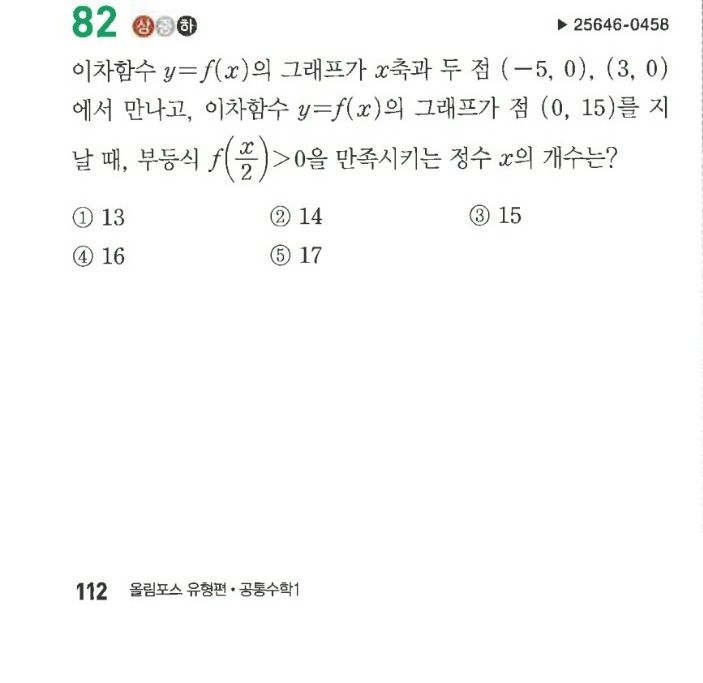 82 상 중 하
▶ 25646-0458
이차함수 y=f(x)의 그래프가 x축과 두 점 (-5, 0), (3, 0)
에서 만나고, 이차함수 y=f(x)의 그래프가 점 (0, 15)를 지
날 때, 부등식 f(x/2)>0을 만족시키는 정수 x의 개수는?
① 13 ② 14 ③ 15
④ 16 ⑤ 17
112 올림포스 유형편 • 공통수학1